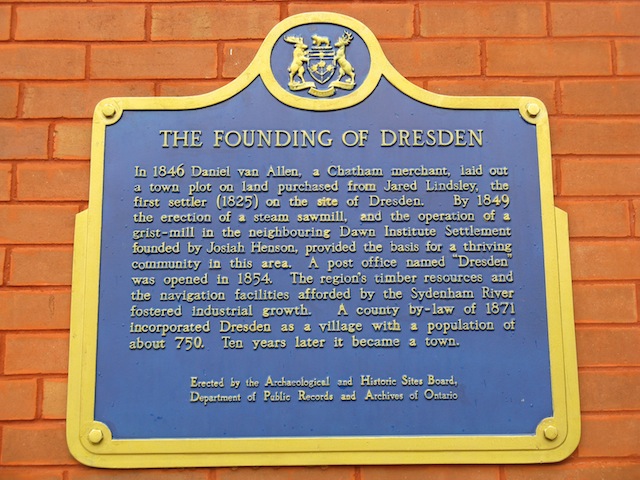 THE FOUNDING OF DRESDEN
In 1846 Daniel van Allen, a Chatham merchant, laid out
a town plot on land purchased from Jared Lindsley, the
first settler (1825) on the site of Dresden. By 1849
the erection of a steam sawmill, and the operation of a
grist-mill in the neighbouring Dawn Institute Settlement
founded by Josiah Henson, provided the basis for a thriving
community in this area. A post office named "Dresden"
was opened in 1854. The region's timber resources and
the navigation facilities afforded by the Sydenham River
fostered industrial growth. A county by-law of 1871
incorporated Dresden as a village with a population of
about 750. Ten years later it became a town.
Erected by the Archaeological and Historic Sites Board,
Department of Public Records and Archives of Ontario